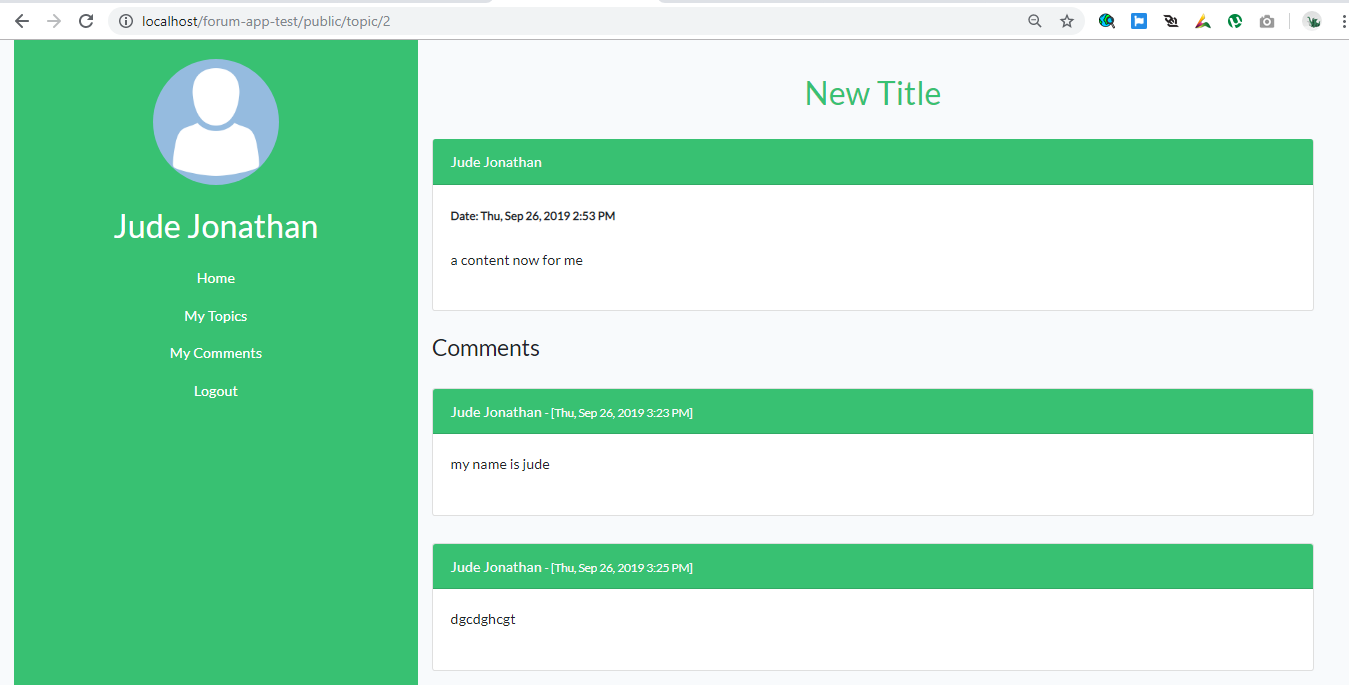 localhost/forum-app-test/public/topic/2
Jude Jonathan
Home
My Topics
My Comments
Logout
New Title
Jude Jonathan
Date: Thu, Sep 26, 2019 2:53 PM
a content now for me
Comments
Jude Jonathan - [Thu, Sep 26, 2019 3:23 PM]
my name is jude
Jude Jonathan - [Thu, Sep 26, 2019 3:25 PM]
dgcdghcgt